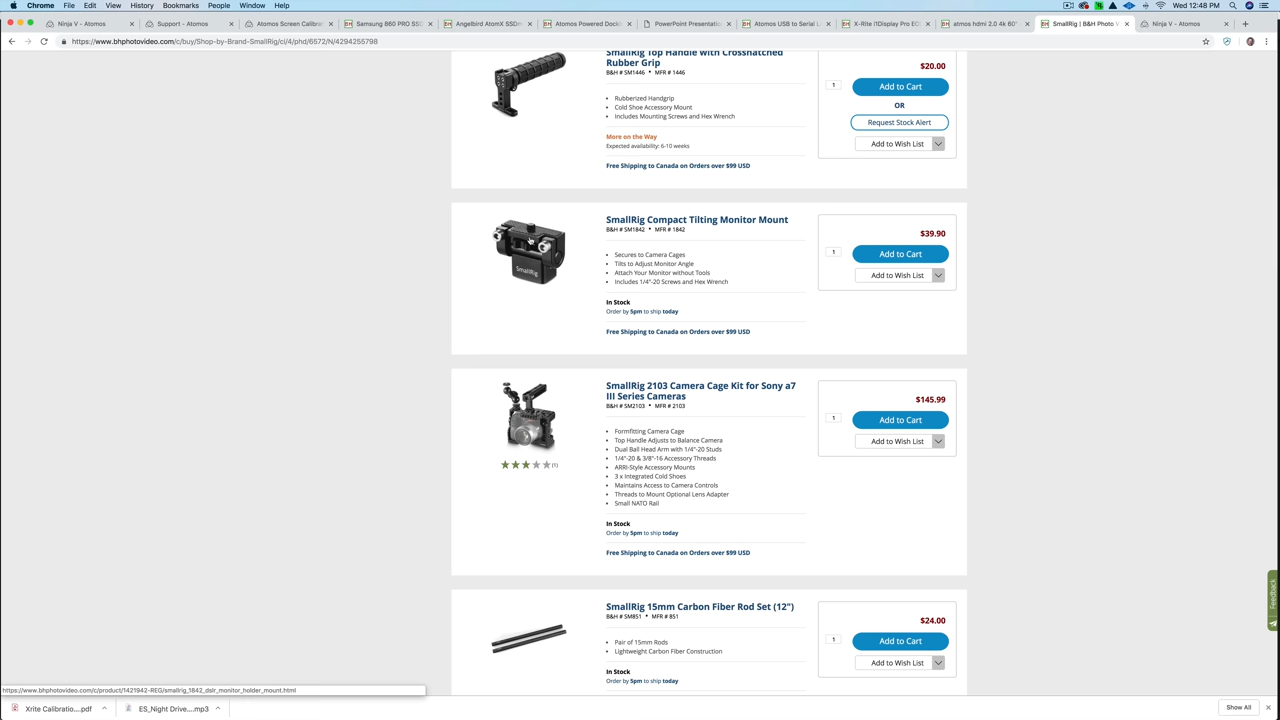 Chrome File Edit View History Bookmarks People Window Help
Wed 12:48 PM
Ninja V – Atomos
Support – Atomos
Atomos Screen Calibra
Samsung 860 PRO SS
Angelbird AtomX SSDm
Atomos Powered Docki
PowerPoint Presentatio
Atomos USB to Serial L
X-Rite i1Display Pro EO
atmos hdmi 2.0 4k 60
SmallRig | B&H Photo V
Ninja V – Atomos
https://www.bhphotovideo.com/c/buy/Shop-by-Brand-SmallRig/ci/4/phd/6572/N/4294255798
SmallRig Top Handle with Crosshatched
Rubber Grip
B&H # SM1446 • MFR # 1446
• Rubberized Handgrip
• Cold Shoe Accessory Mount
• Includes Mounting Screws and Hex Wrench
More on the Way
Expected availability: 6-10 weeks
Free Shipping to Canada on Orders over $99 USD
$20.00
1
Add to Cart
OR
Request Stock Alert
Add to Wish List
SmallRig
SmallRig Compact Tilting Monitor Mount
B&H # SM1842 • MFR # 1842
• Secures to Camera Cages
• Tilts to Adjust Monitor Angle
• Attach Your Monitor without Tools
• Includes 1/4"-20 Screws and Hex Wrench
In Stock
Order by 5pm to ship today
Free Shipping to Canada on Orders over $99 USD
$39.90
1
Add to Cart
Add to Wish List
SmallRig 2103 Camera Cage Kit for Sony a7
III Series Cameras
B&H # SM2103 • MFR # 2103
(1)
• Formfitting Camera Cage
• Top Handle Adjusts to Balance Camera
• Dual Ball Head Arm with 1/4"-20 Studs
• 1/4"-20 & 3/8"-16 Accessory Threads
• ARRI-Style Accessory Mounts
• 3 x Integrated Cold Shoes
• Maintains Access to Camera Controls
• Threads to Mount Optional Lens Adapter
• Small NATO Rail
In Stock
Order by 5pm to ship today
Free Shipping to Canada on Orders over $99 USD
$145.99
1
Add to Cart
Add to Wish List
SmallRig 15mm Carbon Fiber Rod Set (12")
B&H # SM851 • MFR # 851
• Pair of 15mm Rods
• Lightweight Carbon Fiber Construction
In Stock
Order by 5pm to ship today
$24.00
1
Add to Cart
Add to Wish List
Feedback
https://www.bhphotovideo.com/c/product/1421942-REG/smallrig_1842_dslr_monitor_holder_mount.html
Xrite Calibratio....pdf
ES_Night Drive....mp3
Show All